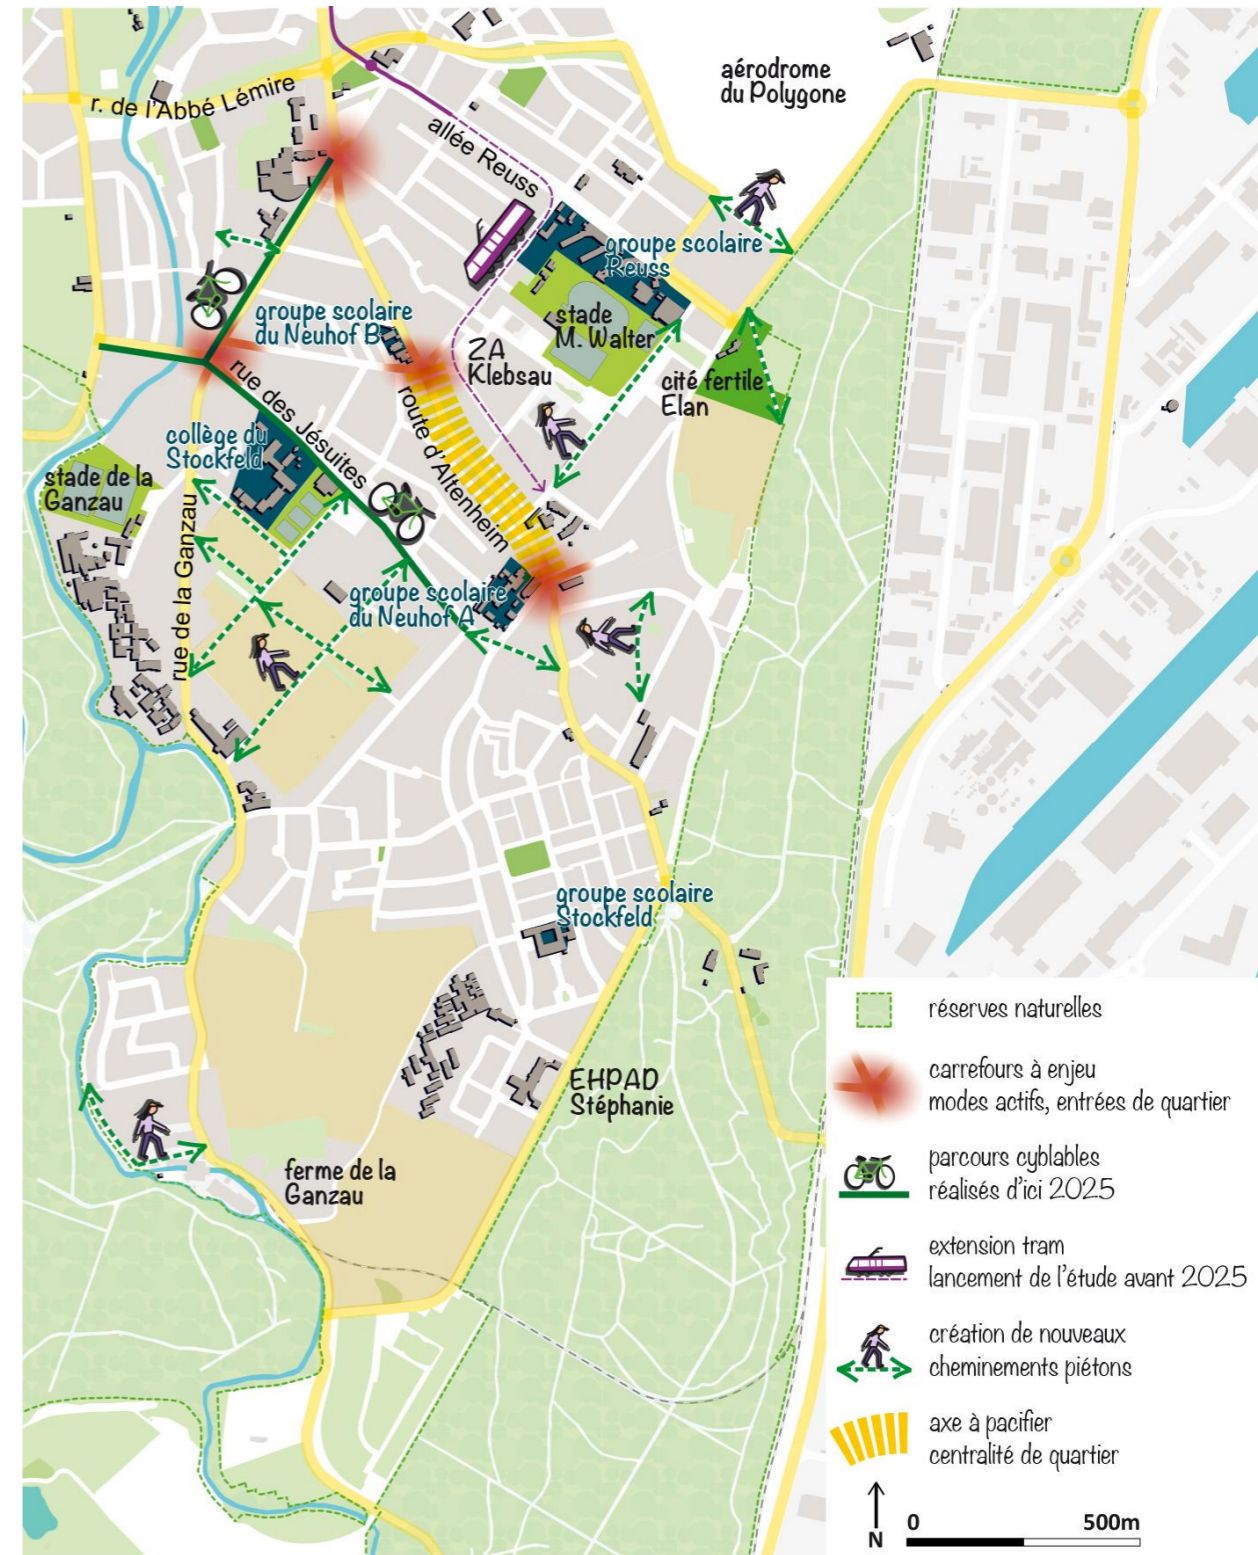 aérodrome
du Polygone
r. de l'Abbé Lémire
allée Reuss
groupe scolaire
Reuss
groupe scolaire
du Neuhof B
stade
M. Walter
ZA
Klebsau
cité fertile
Elan
rue des Jésuites
route d'Altenheim
collège du
Stockfeld
stade de la
Ganzau
rue de la Ganzau
groupe scolaire
du Neuhof A
groupe scolaire
Stockfeld
EHPAD
Stéphanie
ferme de la
Ganzau
réserves naturelles
carrefours à enjeu
modes actifs, entrées de quartier
parcours cyblables
réalisés d'ici 2025
extension tram
lancement de l'étude avant 2025
création de nouveaux
cheminements piétons
axe à pacifier
centralité de quartier
N
0 500m